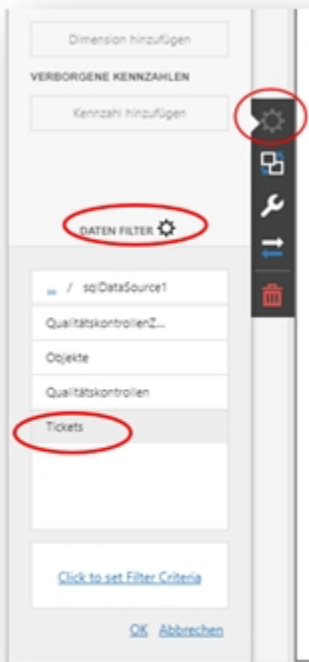 Dimension hinzufügen
VERBORGENE KENNZAHLEN
Kennzahl hinzufügen
DATEN FILTER
/ sqlDataSource1
QualitätskontrollenZ...
Objekte
Qualitätskontrollen
Tickets
Click to set Filter Criteria
OK Abbrechen